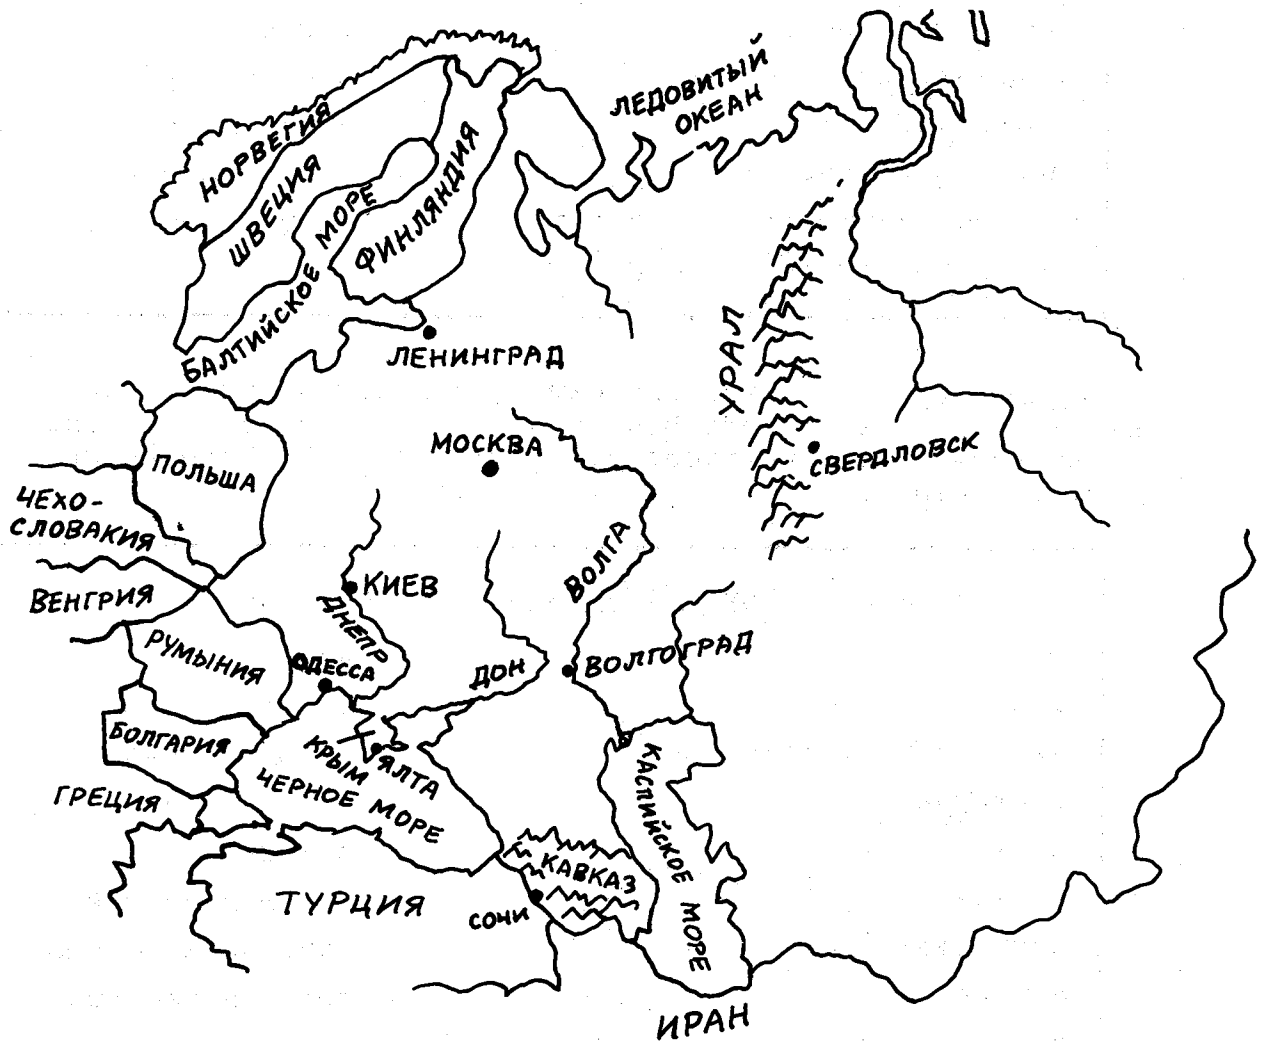 ЛЕДОВИТЫЙ
ОКЕАН
НОРВЕГИЯ
ШВЕЦИЯ
БАЛТИЙСКОЕ МОРЕ
ФИНЛЯНДИЯ
ЛЕНИНГРАД
УРАЛ
МОСКВА
СВЕРДЛОВСК
ПОЛЬША
ЧЕХО-
СЛОВАКИЯ
ВЕНГРИЯ
КИЕВ
ДНЕПР
ВОЛГА
РУМЫНИЯ
ОДЕССА
ДОН
ВОЛГОГРАД
БОЛГАРИЯ
КРЫМ
ЯЛТА
ЧЕРНОЕ МОРЕ
ГРЕЦИЯ
КАСПИЙСКОЕ МОРЕ
КАВКАЗ
ТУРЦИЯ
СОЧИ
ИРАН